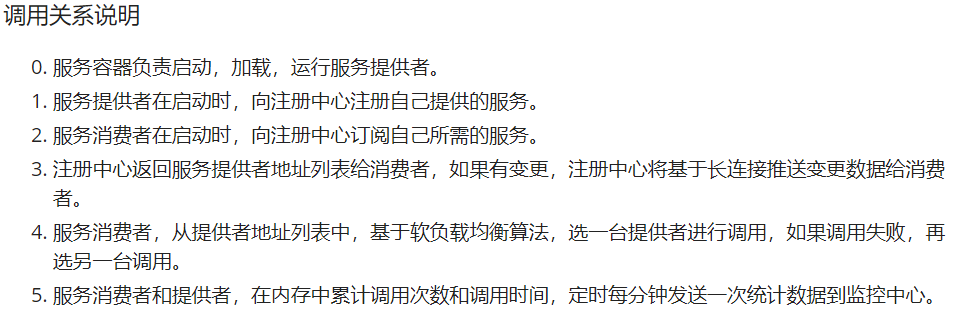 调用关系说明
0. 服务容器负责启动，加载，运行服务提供者。
1. 服务提供者在启动时，向注册中心注册自己提供的服务。
2. 服务消费者在启动时，向注册中心订阅自己所需的服务。
3. 注册中心返回服务提供者地址列表给消费者，如果有变更，注册中心将基于长连接推送变更数据给消费
者。
4. 服务消费者，从提供者地址列表中，基于软负载均衡算法，选一台提供者进行调用，如果调用失败，再
选另一台调用。
5. 服务消费者和提供者，在内存中累计调用次数和调用时间，定时每分钟发送一次统计数据到监控中心。